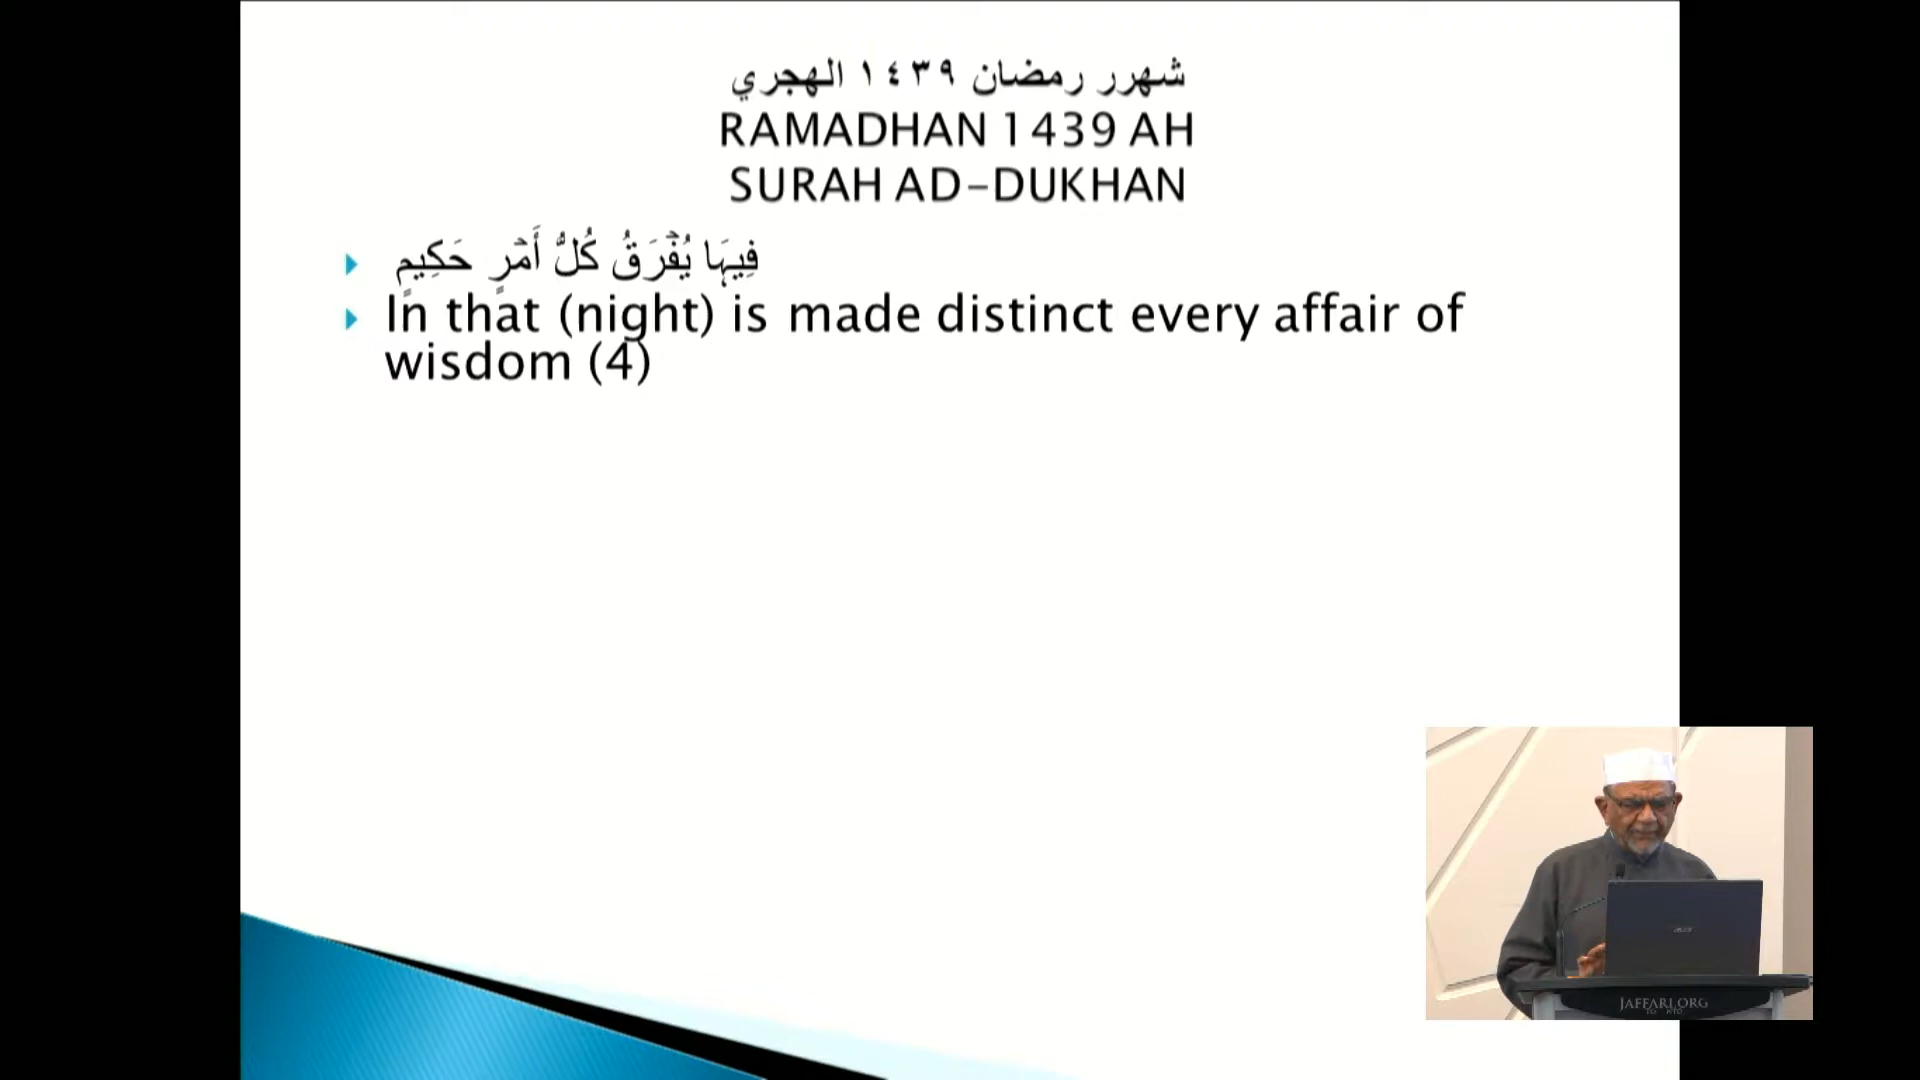 شهرر رمضان ١٤٣٩ الهجري
RAMADHAN 1439 AH
SURAH AD-DUKHAN
فِيهَا يُفْرَقُ كُلُّ أَمْرٍ حَكِيمٍ
In that (night) is made distinct every affair of
wisdom (4)
acer
JAFFARI.ORG